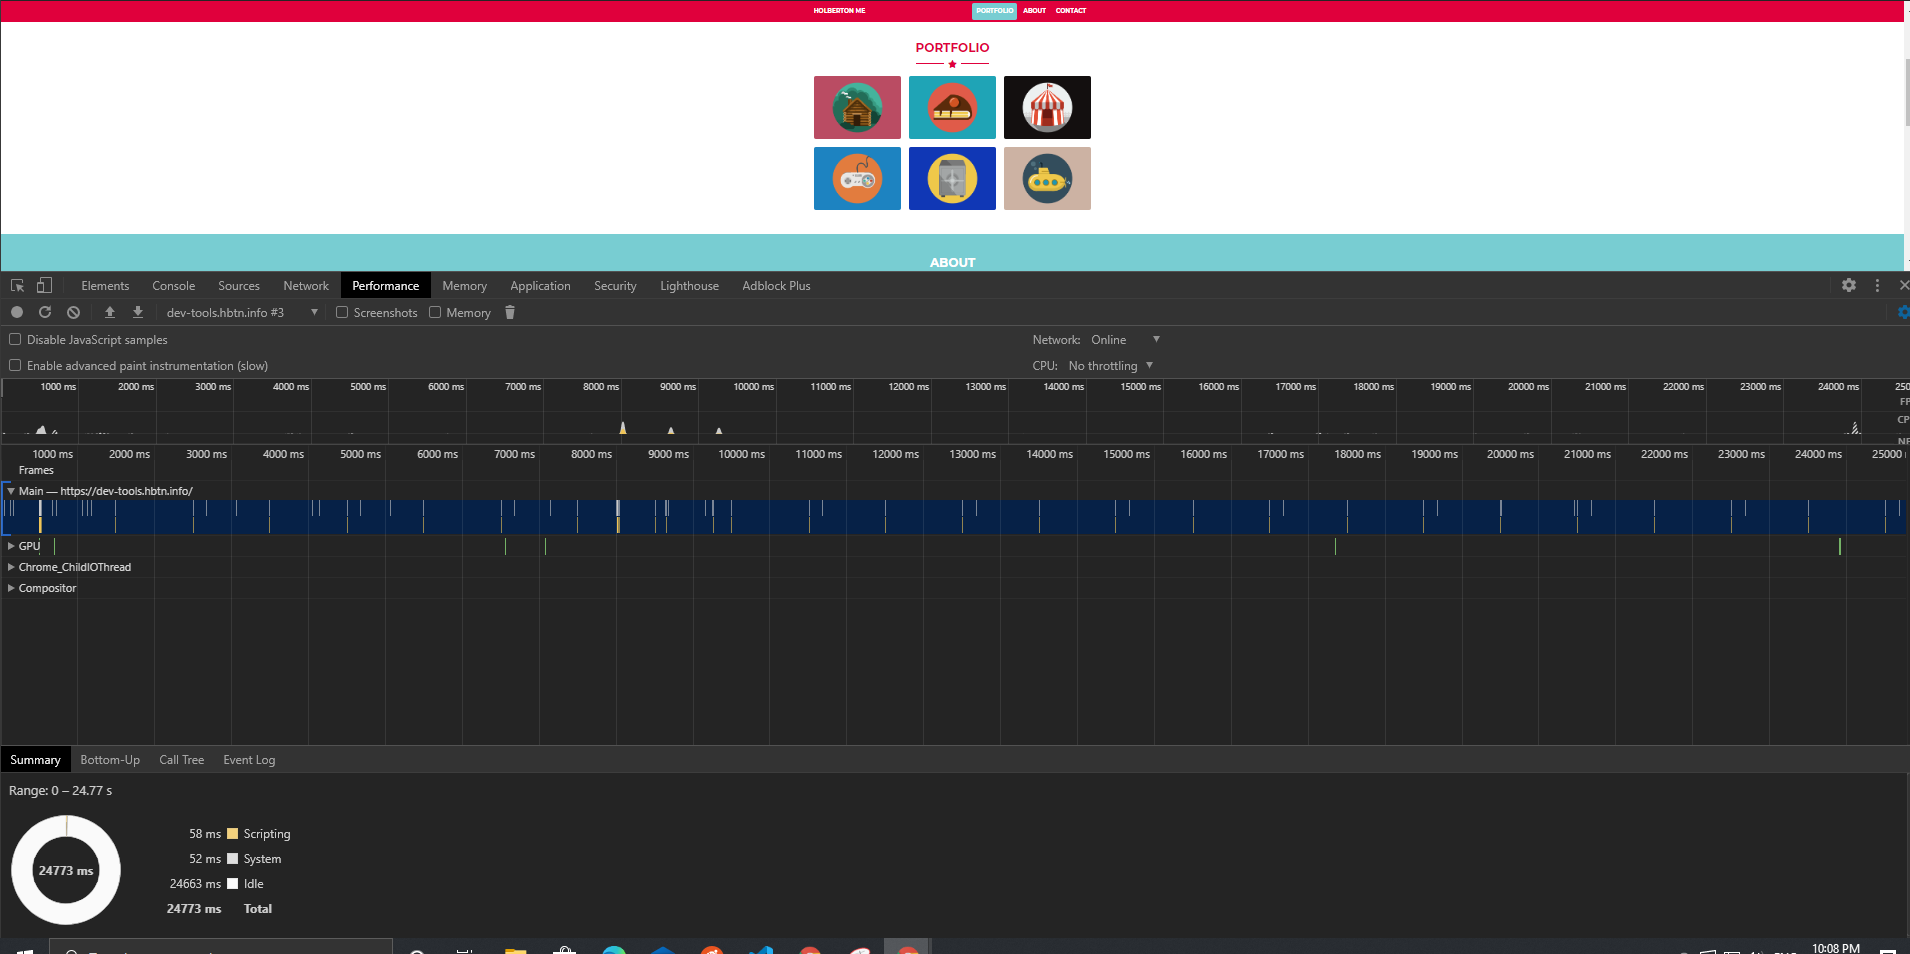 HOLBERTON ME PORTFOLIO ABOUT CONTACT
PORTFOLIO
ABOUT
Elements Console Sources Network Performance Memory Application Security Lighthouse Adblock Plus
dev-tools.hbtn.info #3 Screenshots Memory
Disable JavaScript samples Network: Online
Enable advanced paint instrumentation (slow) CPU: No throttling
1000 ms 2000 ms 3000 ms 4000 ms 5000 ms 6000 ms 7000 ms 8000 ms 9000 ms 10000 ms 11000 ms 12000 ms 13000 ms 14000 ms 15000 ms 16000 ms 17000 ms 18000 ms 19000 ms 20000 ms 21000 ms 22000 ms 23000 ms 24000 ms 250
FP
CP
NE
1000 ms 2000 ms 3000 ms 4000 ms 5000 ms 6000 ms 7000 ms 8000 ms 9000 ms 10000 ms 11000 ms 12000 ms 13000 ms 14000 ms 15000 ms 16000 ms 17000 ms 18000 ms 19000 ms 20000 ms 21000 ms 22000 ms 23000 ms 24000 ms 25000
Frames
Main — https://dev-tools.hbtn.info/
GPU
Chrome_ChildIOThread
Compositor
Summary Bottom-Up Call Tree Event Log
Range: 0 – 24.77 s
58 ms Scripting
52 ms System
24773 ms
24663 ms Idle
24773 ms Total
10:08 PM